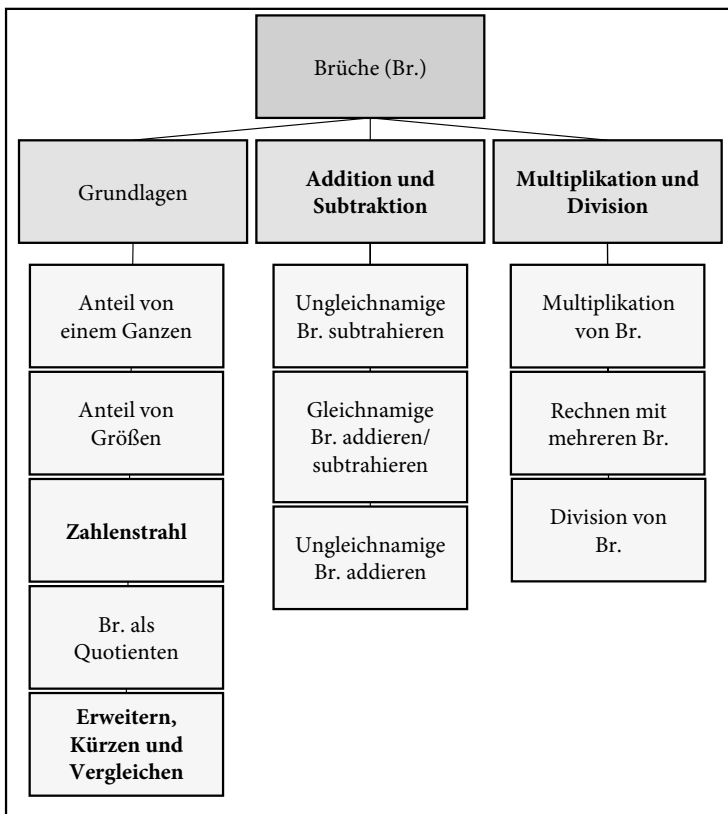 Brüche (Br.)
Grundlagen
Anteil von
einem Ganzen
Anteil von
Größen
Zahlenstrahl
Br. als
Quotienten
Erweitern,
Kürzen und
Vergleichen
Addition und
Subtraktion
Ungleichnamige
Br. subtrahieren
Gleichnamige
Br. addieren/
subtrahieren
Ungleichnamige
Br. addieren
Multiplikation und
Division
Multiplikation
von Br.
Rechnen mit
mehreren Br.
Division von
Br.